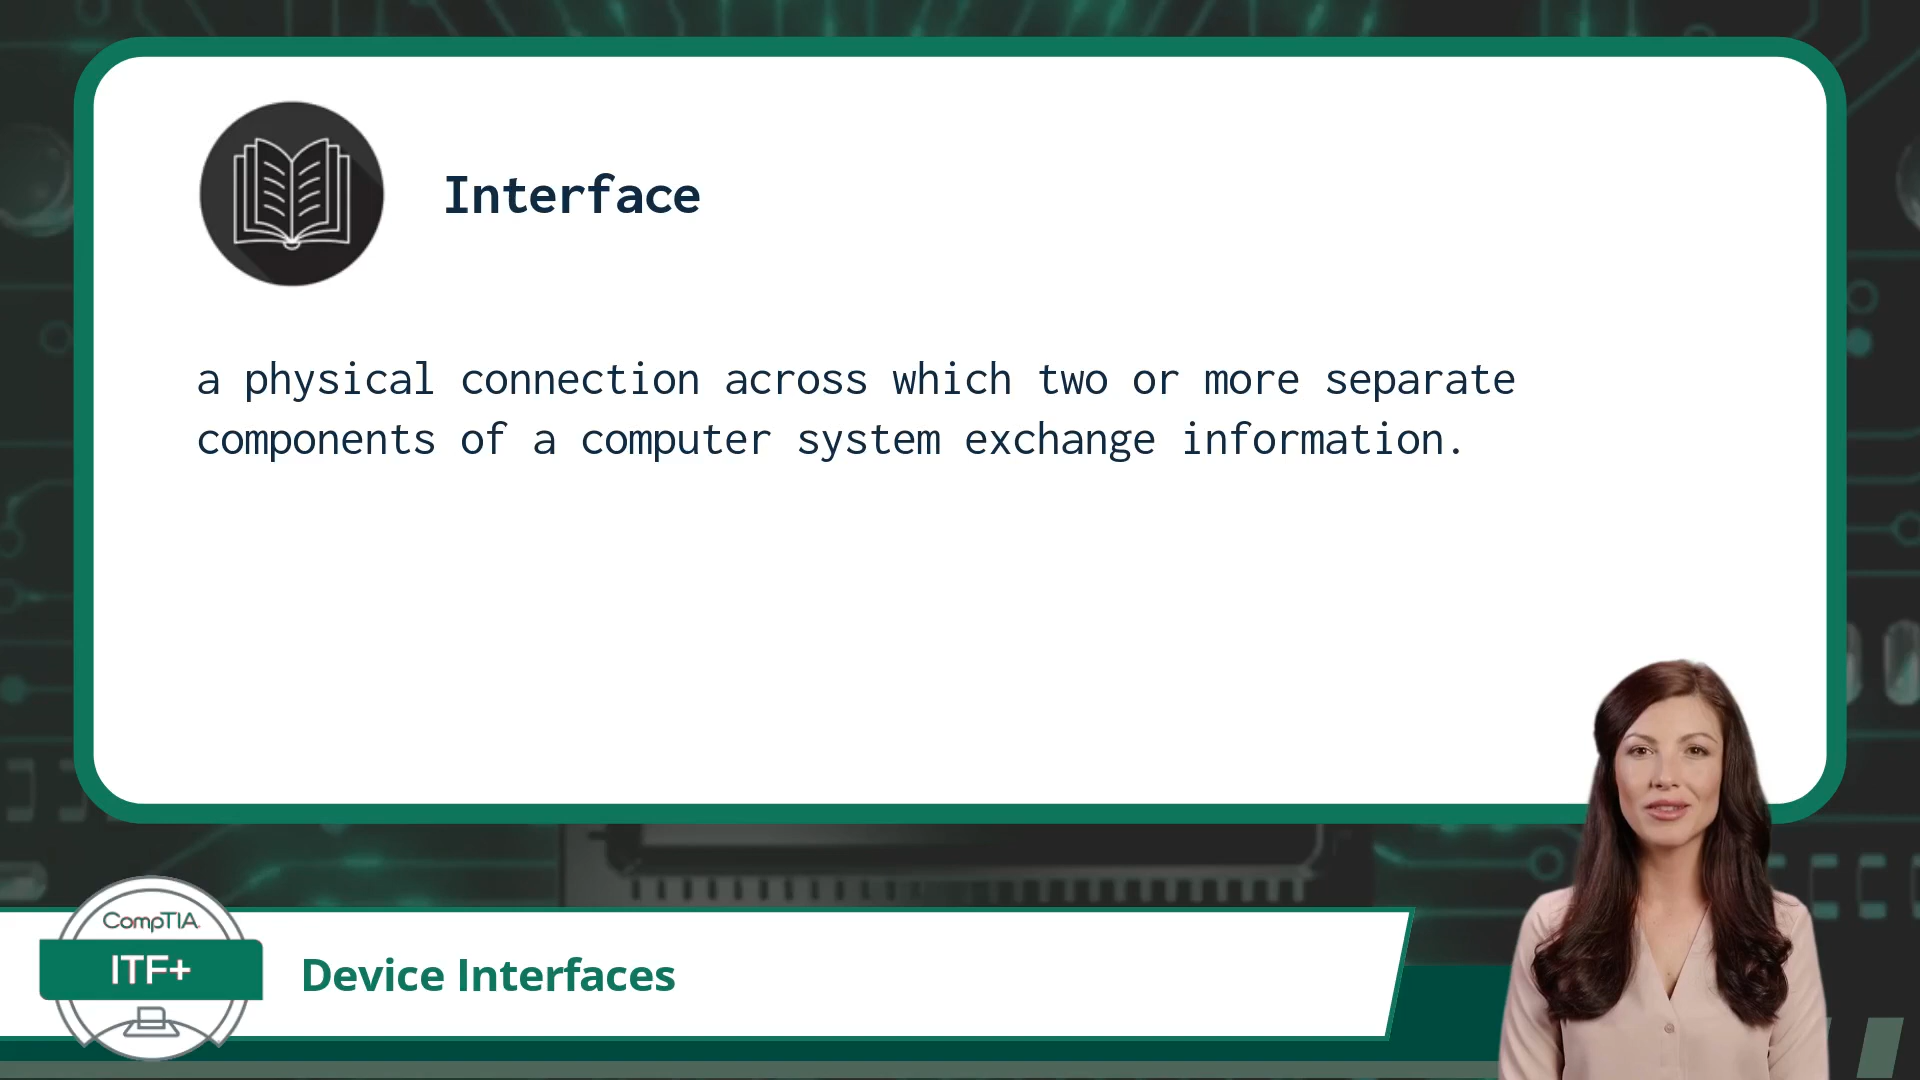 Interface
a physical connection across which two or more separate
components of a computer system exchange information.
CompTIA
ITF+
Device Interfaces